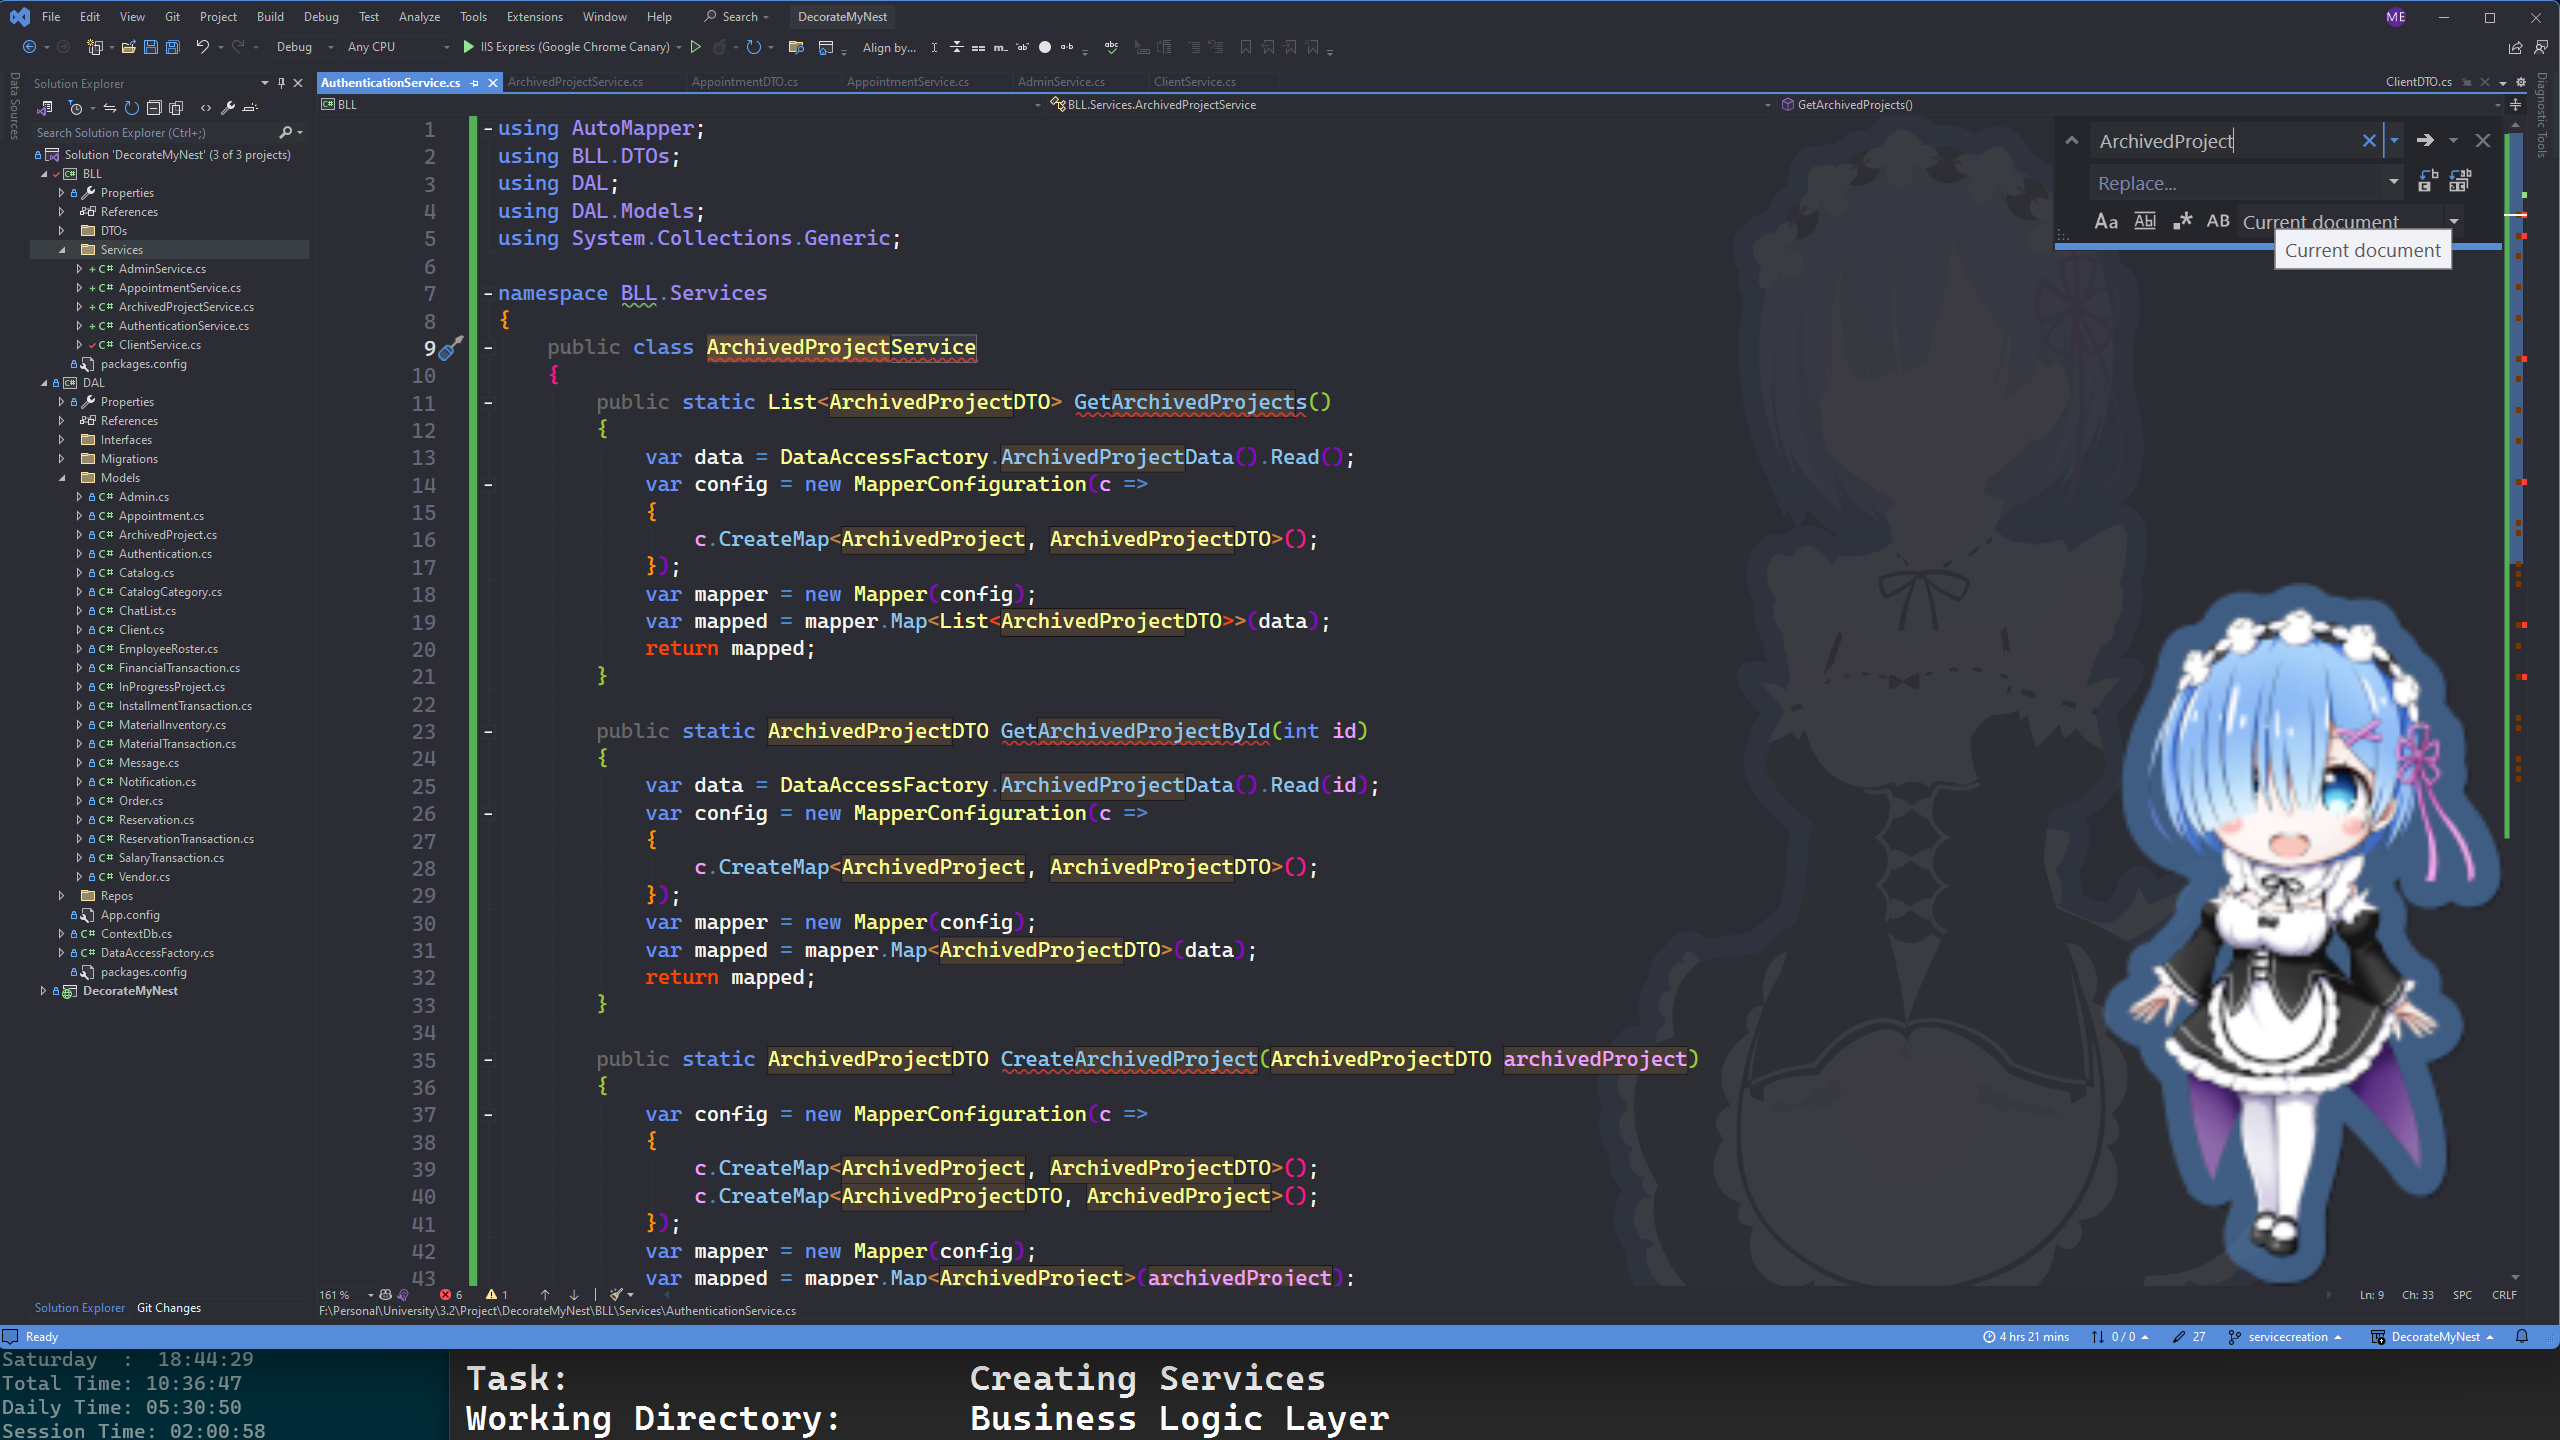 File Edit View Git Project Build Debug Test Analyze Tools Extensions Window Help Search DecorateMyNest ME
Debug Any CPU IIS Express (Google Chrome Canary) Align by...
Data Sources
Solution Explorer
Search Solution Explorer (Ctrl+;)
Solution 'DecorateMyNest' (3 of 3 projects)
BLL
Properties
References
DTOs
Services
C# AdminService.cs
C# AppointmentService.cs
C# ArchivedProjectService.cs
C# AuthenticationService.cs
C# ClientService.cs
packages.config
DAL
Properties
References
Interfaces
Migrations
Models
C# Admin.cs
C# Appointment.cs
C# ArchivedProject.cs
C# Authentication.cs
C# Catalog.cs
C# CatalogCategory.cs
C# ChatList.cs
C# Client.cs
C# EmployeeRoster.cs
C# FinancialTransaction.cs
C# InProgressProject.cs
C# InstallmentTransaction.cs
C# MaterialInventory.cs
C# MaterialTransaction.cs
C# Message.cs
C# Notification.cs
C# Order.cs
C# Reservation.cs
C# ReservationTransaction.cs
C# SalaryTransaction.cs
C# Vendor.cs
Repos
App.config
C# ContextDb.cs
C# DataAccessFactory.cs
packages.config
DecorateMyNest
Solution Explorer Git Changes
AuthenticationService.cs ArchivedProjectService.cs AppointmentDTO.cs AppointmentService.cs AdminService.cs ClientService.cs ClientDTO.cs
BLL BLL.Services.ArchivedProjectService GetArchivedProjects()
Diagnostic Tools
ArchivedProject
Replace...
Aa Abl .* AB Current document
Current document
1 using AutoMapper;
2 using BLL.DTOs;
3 using DAL;
4 using DAL.Models;
5 using System.Collections.Generic;
6
7 namespace BLL.Services
8 {
9 public class ArchivedProjectService
10 {
11 public static List<ArchivedProjectDTO> GetArchivedProjects()
12 {
13 var data = DataAccessFactory.ArchivedProjectData().Read();
14 var config = new MapperConfiguration(c =>
15 {
16 c.CreateMap<ArchivedProject, ArchivedProjectDTO>();
17 });
18 var mapper = new Mapper(config);
19 var mapped = mapper.Map<List<ArchivedProjectDTO>>(data);
20 return mapped;
21 }
22
23 public static ArchivedProjectDTO GetArchivedProjectById(int id)
24 {
25 var data = DataAccessFactory.ArchivedProjectData().Read(id);
26 var config = new MapperConfiguration(c =>
27 {
28 c.CreateMap<ArchivedProject, ArchivedProjectDTO>();
29 });
30 var mapper = new Mapper(config);
31 var mapped = mapper.Map<ArchivedProjectDTO>(data);
32 return mapped;
33 }
34
35 public static ArchivedProjectDTO CreateArchivedProject(ArchivedProjectDTO archivedProject)
36 {
37 var config = new MapperConfiguration(c =>
38 {
39 c.CreateMap<ArchivedProject, ArchivedProjectDTO>();
40 c.CreateMap<ArchivedProjectDTO, ArchivedProject>();
41 });
42 var mapper = new Mapper(config);
43 var mapped = mapper.Map<ArchivedProject>(archivedProject);
161 % 6 1 Ln: 9 Ch: 33 SPC CRLF
F:\Personal\University\3.2\Project\DecorateMyNest\BLL\Services\AuthenticationService.cs
Ready 4 hrs 21 mins 0 / 0 27 servicecreation DecorateMyNest
Saturday : 18:44:29
Total Time: 10:36:47
Daily Time: 05:30:50
Session Time: 02:00:58
Task: Creating Services
Working Directory: Business Logic Layer